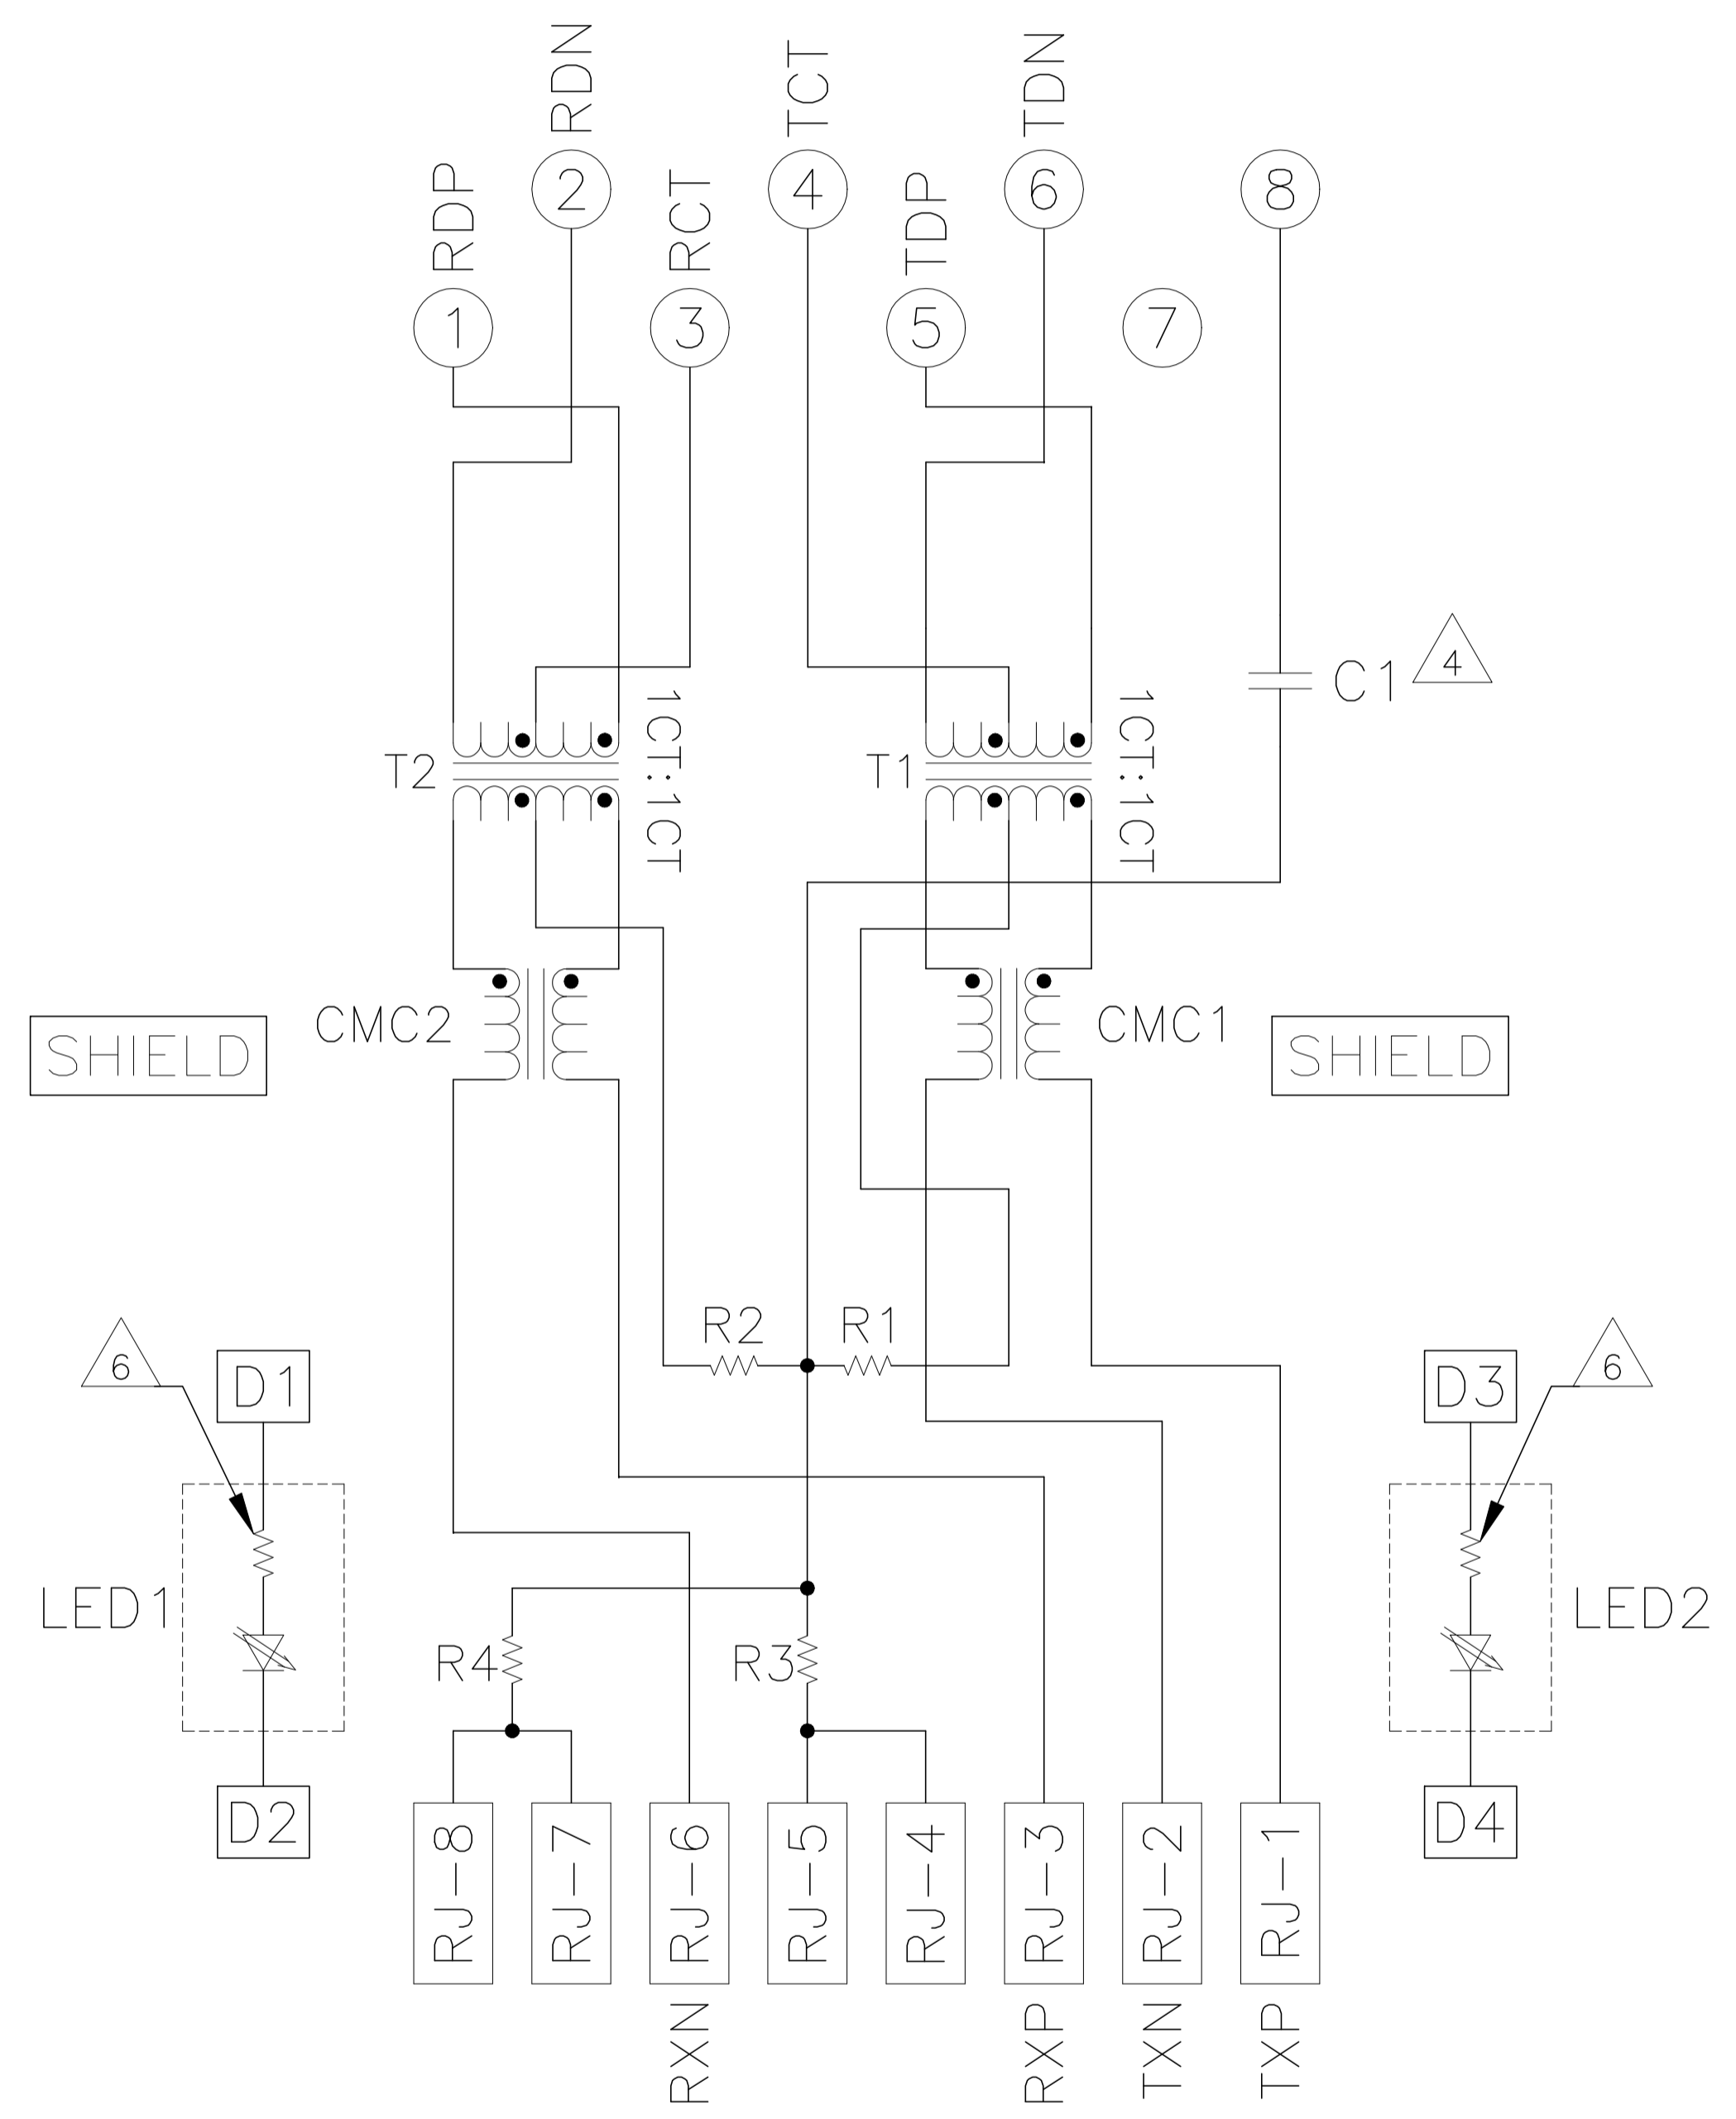 RDN
TCT
TDN
RDP
RCT
TDP
2
4
6
8
1
3
5
7
C1
4
T2
1CT:1CT
T1
1CT:1CT
CMC2
CMC1
SHIELD
SHIELD
R2
R1
6
D1
D3
6
LED1
LED2
R4
R3
D2
D4
RJ-8
RJ-7
RJ-6
RJ-5
RJ-4
RJ-3
RJ-2
RJ-1
RXN
RXP
TXN
TXP